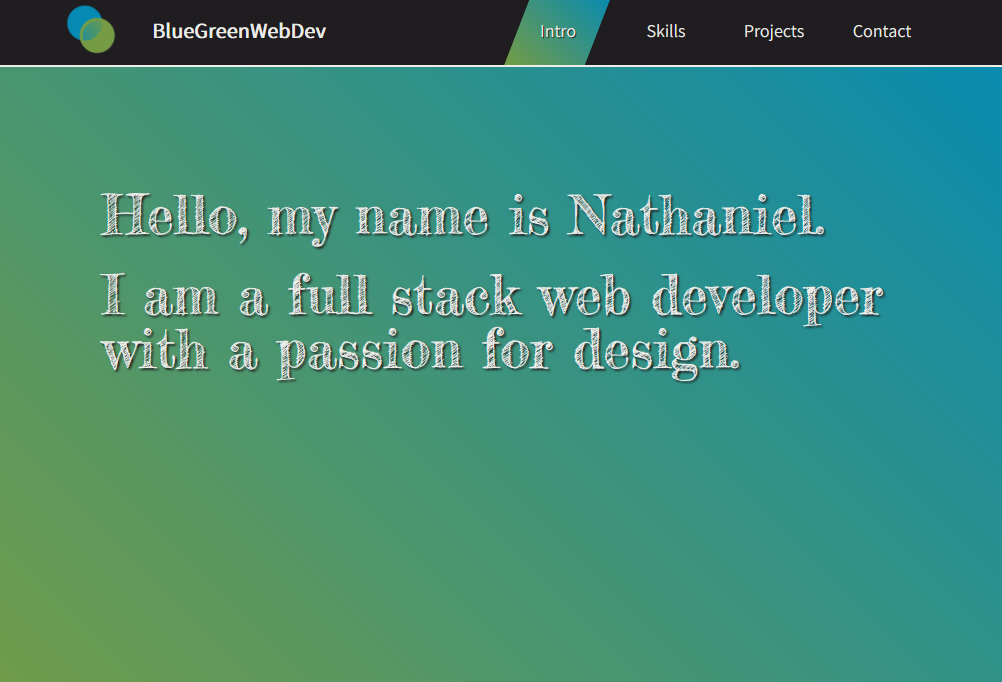 BlueGreenWebDev
Intro
Skills
Projects
Contact
Hello, my name is Nathaniel.
I am a full stack web developer
with a passion for design.